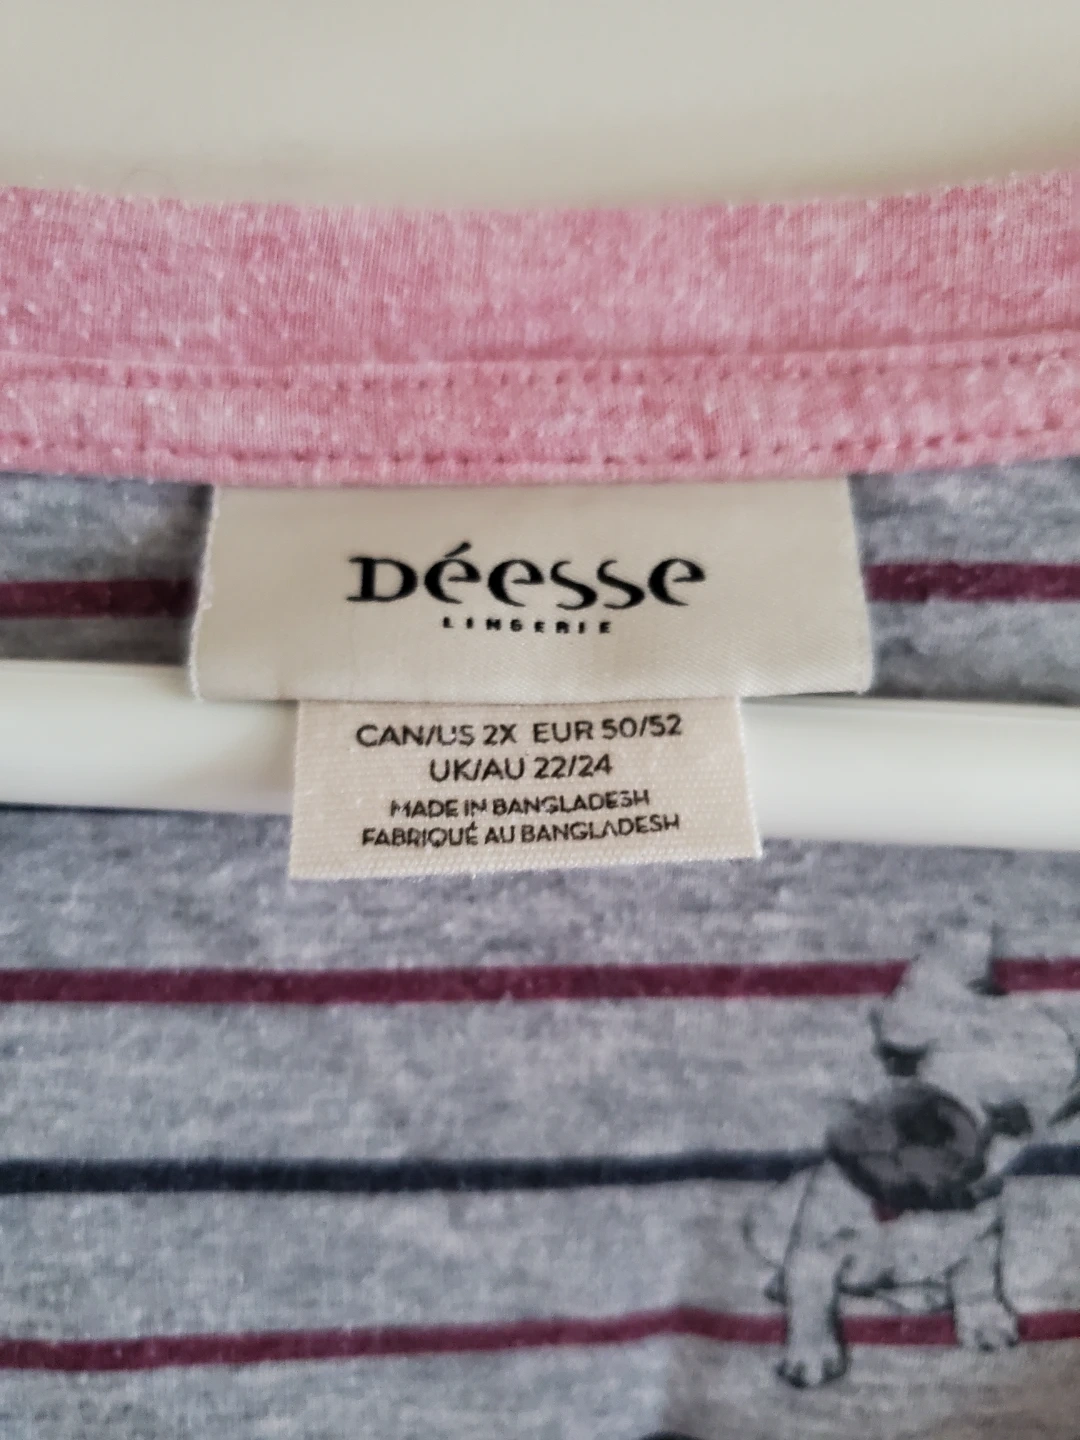 Déesse
LINGERIE
CAN/US 2X EUR 50/52
UK/AU 22/24
MADE IN BANGLADESH
FABRIQUÉ AU BANGLADESH